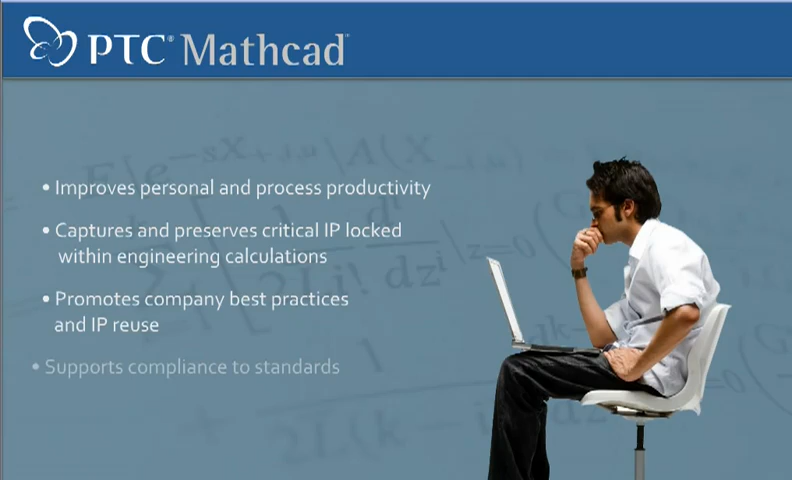 PTC® Mathcad
• Improves personal and process productivity
• Captures and preserves critical IP locked
within engineering calculations
• Promotes company best practices
and IP reuse
• Supports compliance to standards